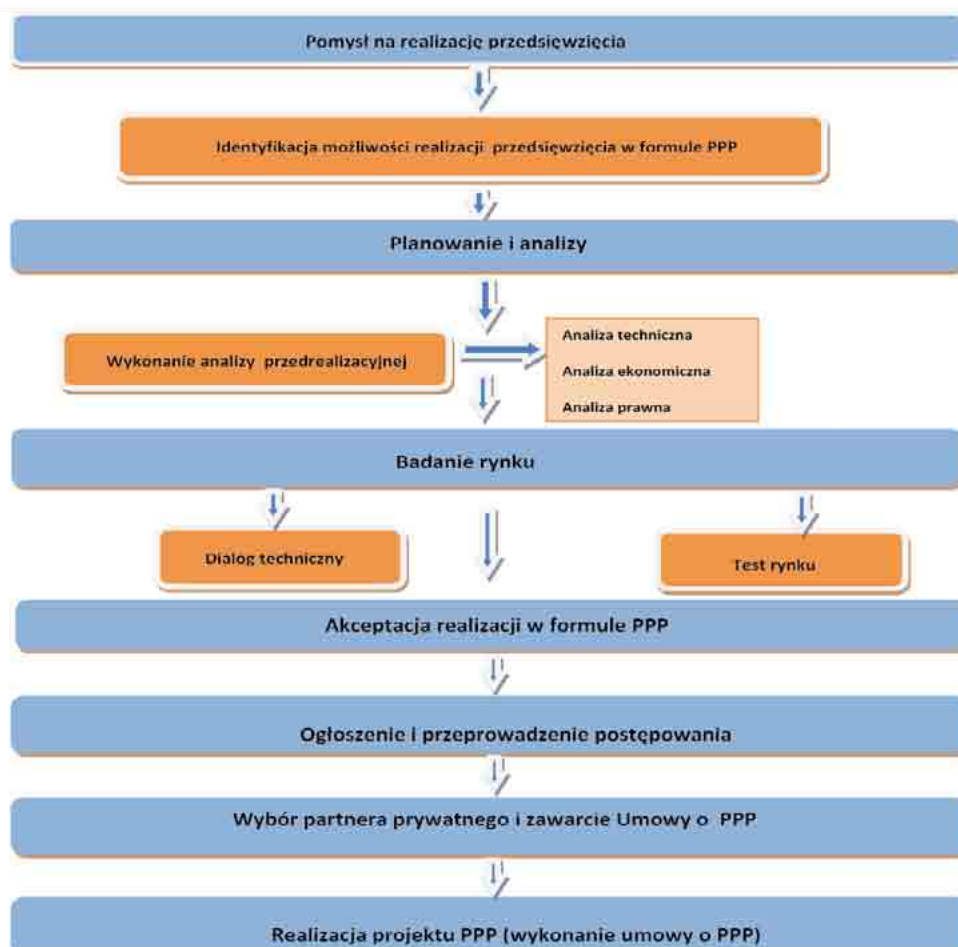 Pomysł na realizację przedsięwzięcia
Identyfikacja możliwości realizacji przedsięwzięcia w formule PPP
Planowanie i analizy
Wykonanie analizy przedrealizacyjnej
Analiza techniczna
Analiza ekonomiczna
Analiza prawna
Badanie rynku
Dialog techniczny
Test rynku
Akceptacja realizacji w formule PPP
Ogłoszenie i przeprowadzenie postępowania
Wybór partnera prywatnego i zawarcie Umowy o PPP
Realizacja projektu PPP (wykonanie umowy o PPP)